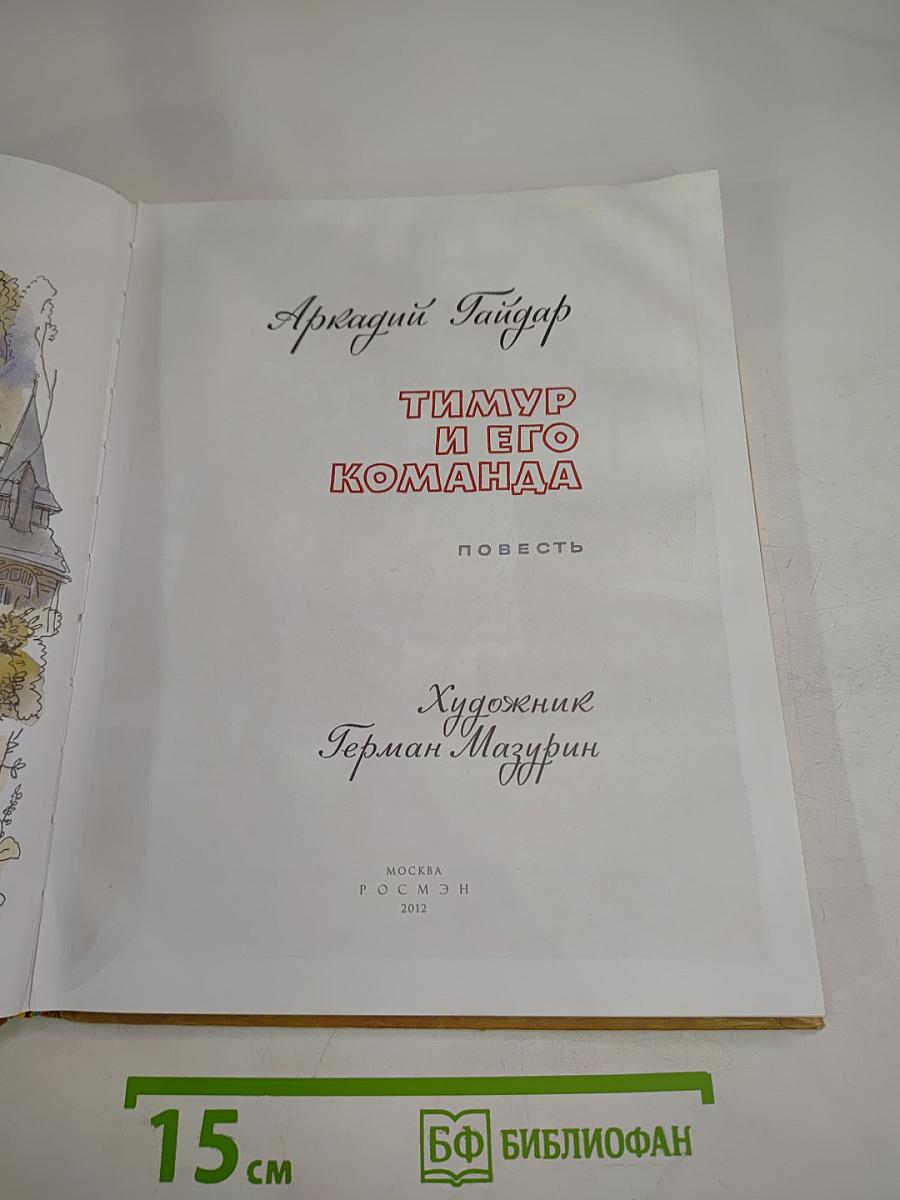 Аркадий Гайдар
ТИМУР
И ЕГО
КОМАНДА
ПОВЕСТЬ
Художник
Герман Мазурин
МОСКВА
РОСМЭН
2012
15 см
БФ БИБЛИОФАН